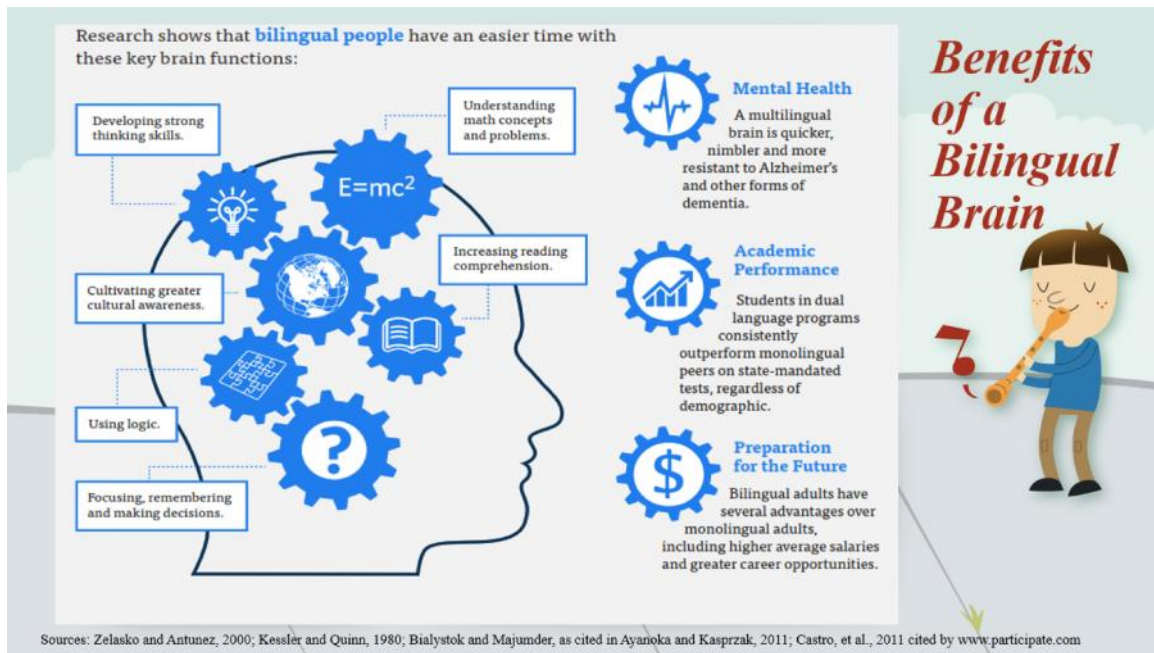 Research shows that bilingual people have an easier time with
these key brain functions:
Developing strong
thinking skills.
Understanding
math concepts
and problems.
E=mc²
Increasing reading
comprehension.
Cultivating greater
cultural awareness.
Using logic.
?
Focusing, remembering
and making decisions.
Mental Health
A multilingual
brain is quicker,
nimbler and more
resistant to Alzheimer's
and other forms of
dementia.
Academic
Performance
Students in dual
language programs
consistently
outperform monolingual
peers on state-mandated
tests, regardless of
demographic.
$
Preparation
for the Future
Bilingual adults have
several advantages over
monolingual adults,
including higher average salaries
and greater career opportunities.
Benefits
of a
Bilingual
Brain
Sources: Zelasko and Antunez, 2000; Kessler and Quinn, 1980; Bialystok and Majumder, as cited in Ayanoka and Kasprzak, 2011; Castro, et al., 2011 cited by www.participate.com